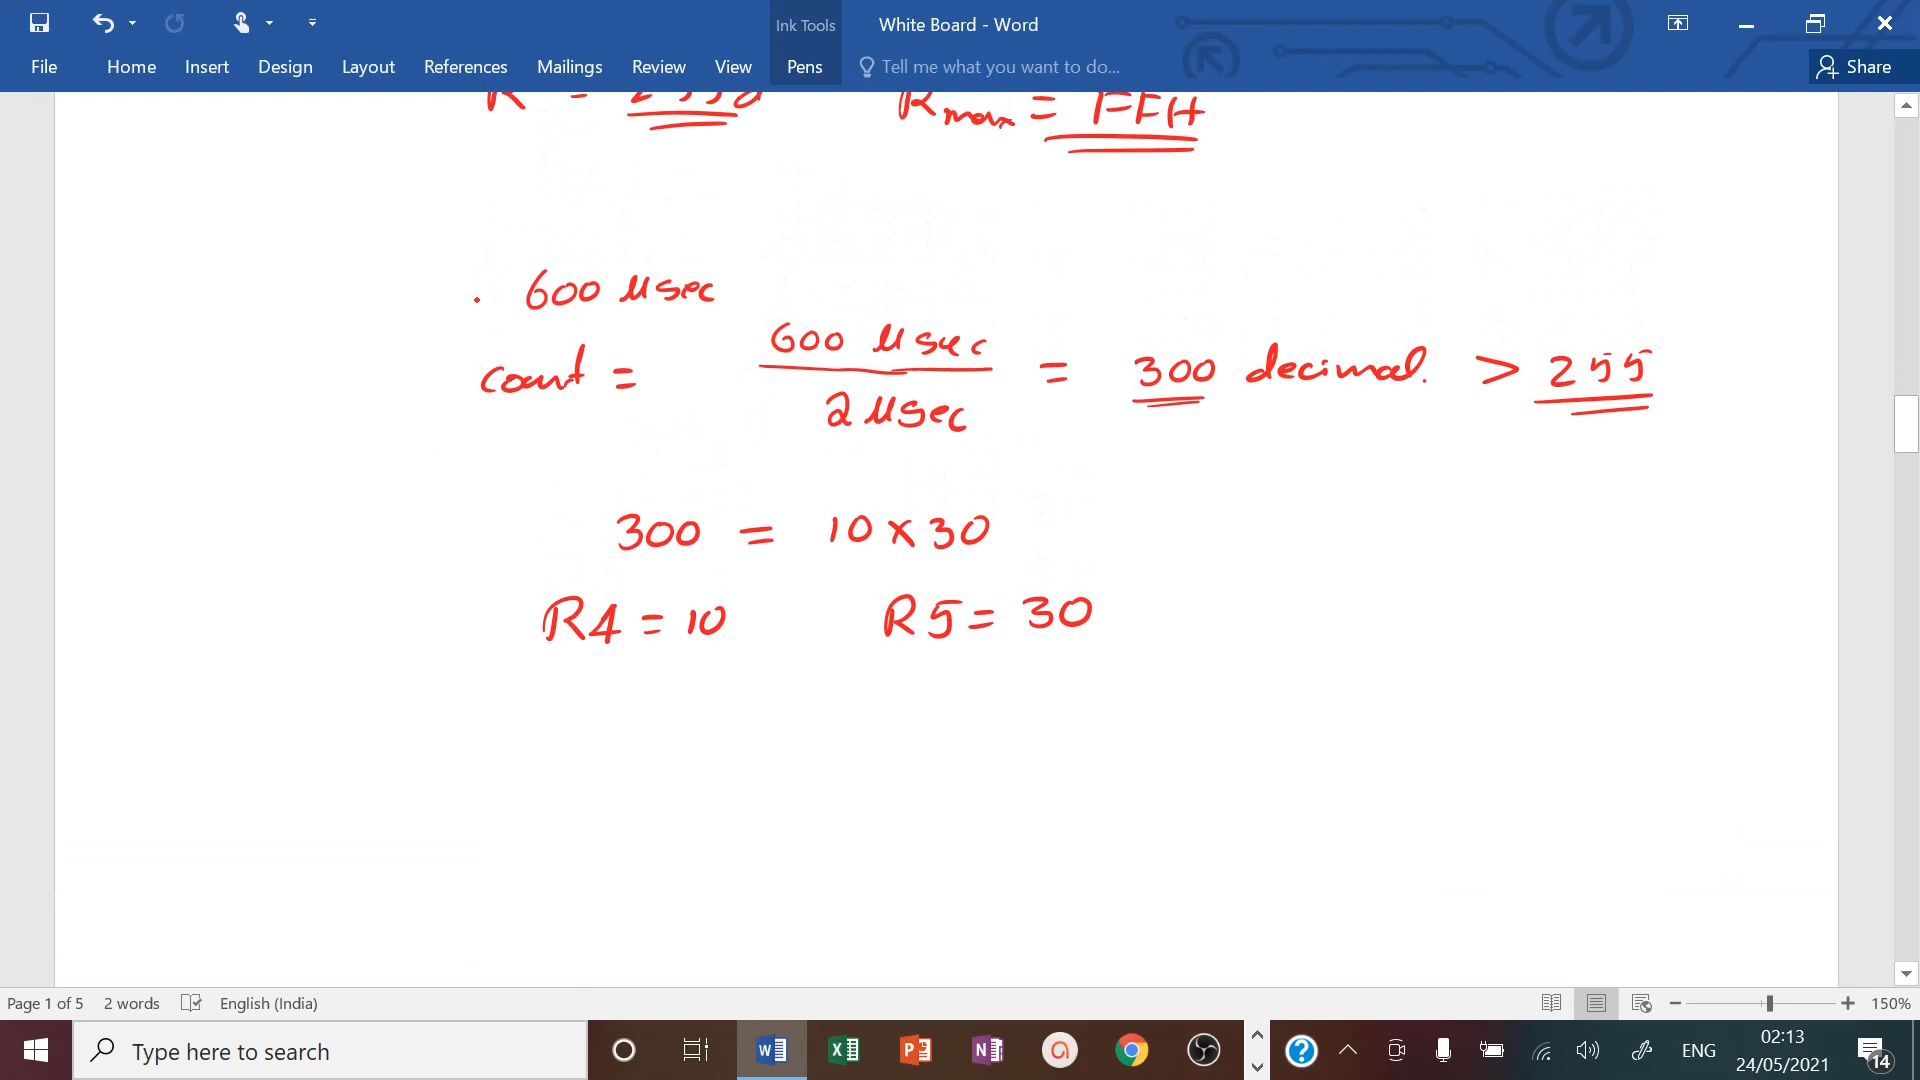 Ink Tools
White Board - Word
File Home Insert Design Layout References Mailings Review View Pens Tell me what you want to do... Share
R = 255d Rmax = FFH
600 μsec
count = 600 μsec / 2 μsec = 300 decimal. > 255
300 = 10 × 30
R4 = 10 R5 = 30
Page 1 of 5 2 words English (India) 150%
Type here to search
ENG
02:13
24/05/2021
14